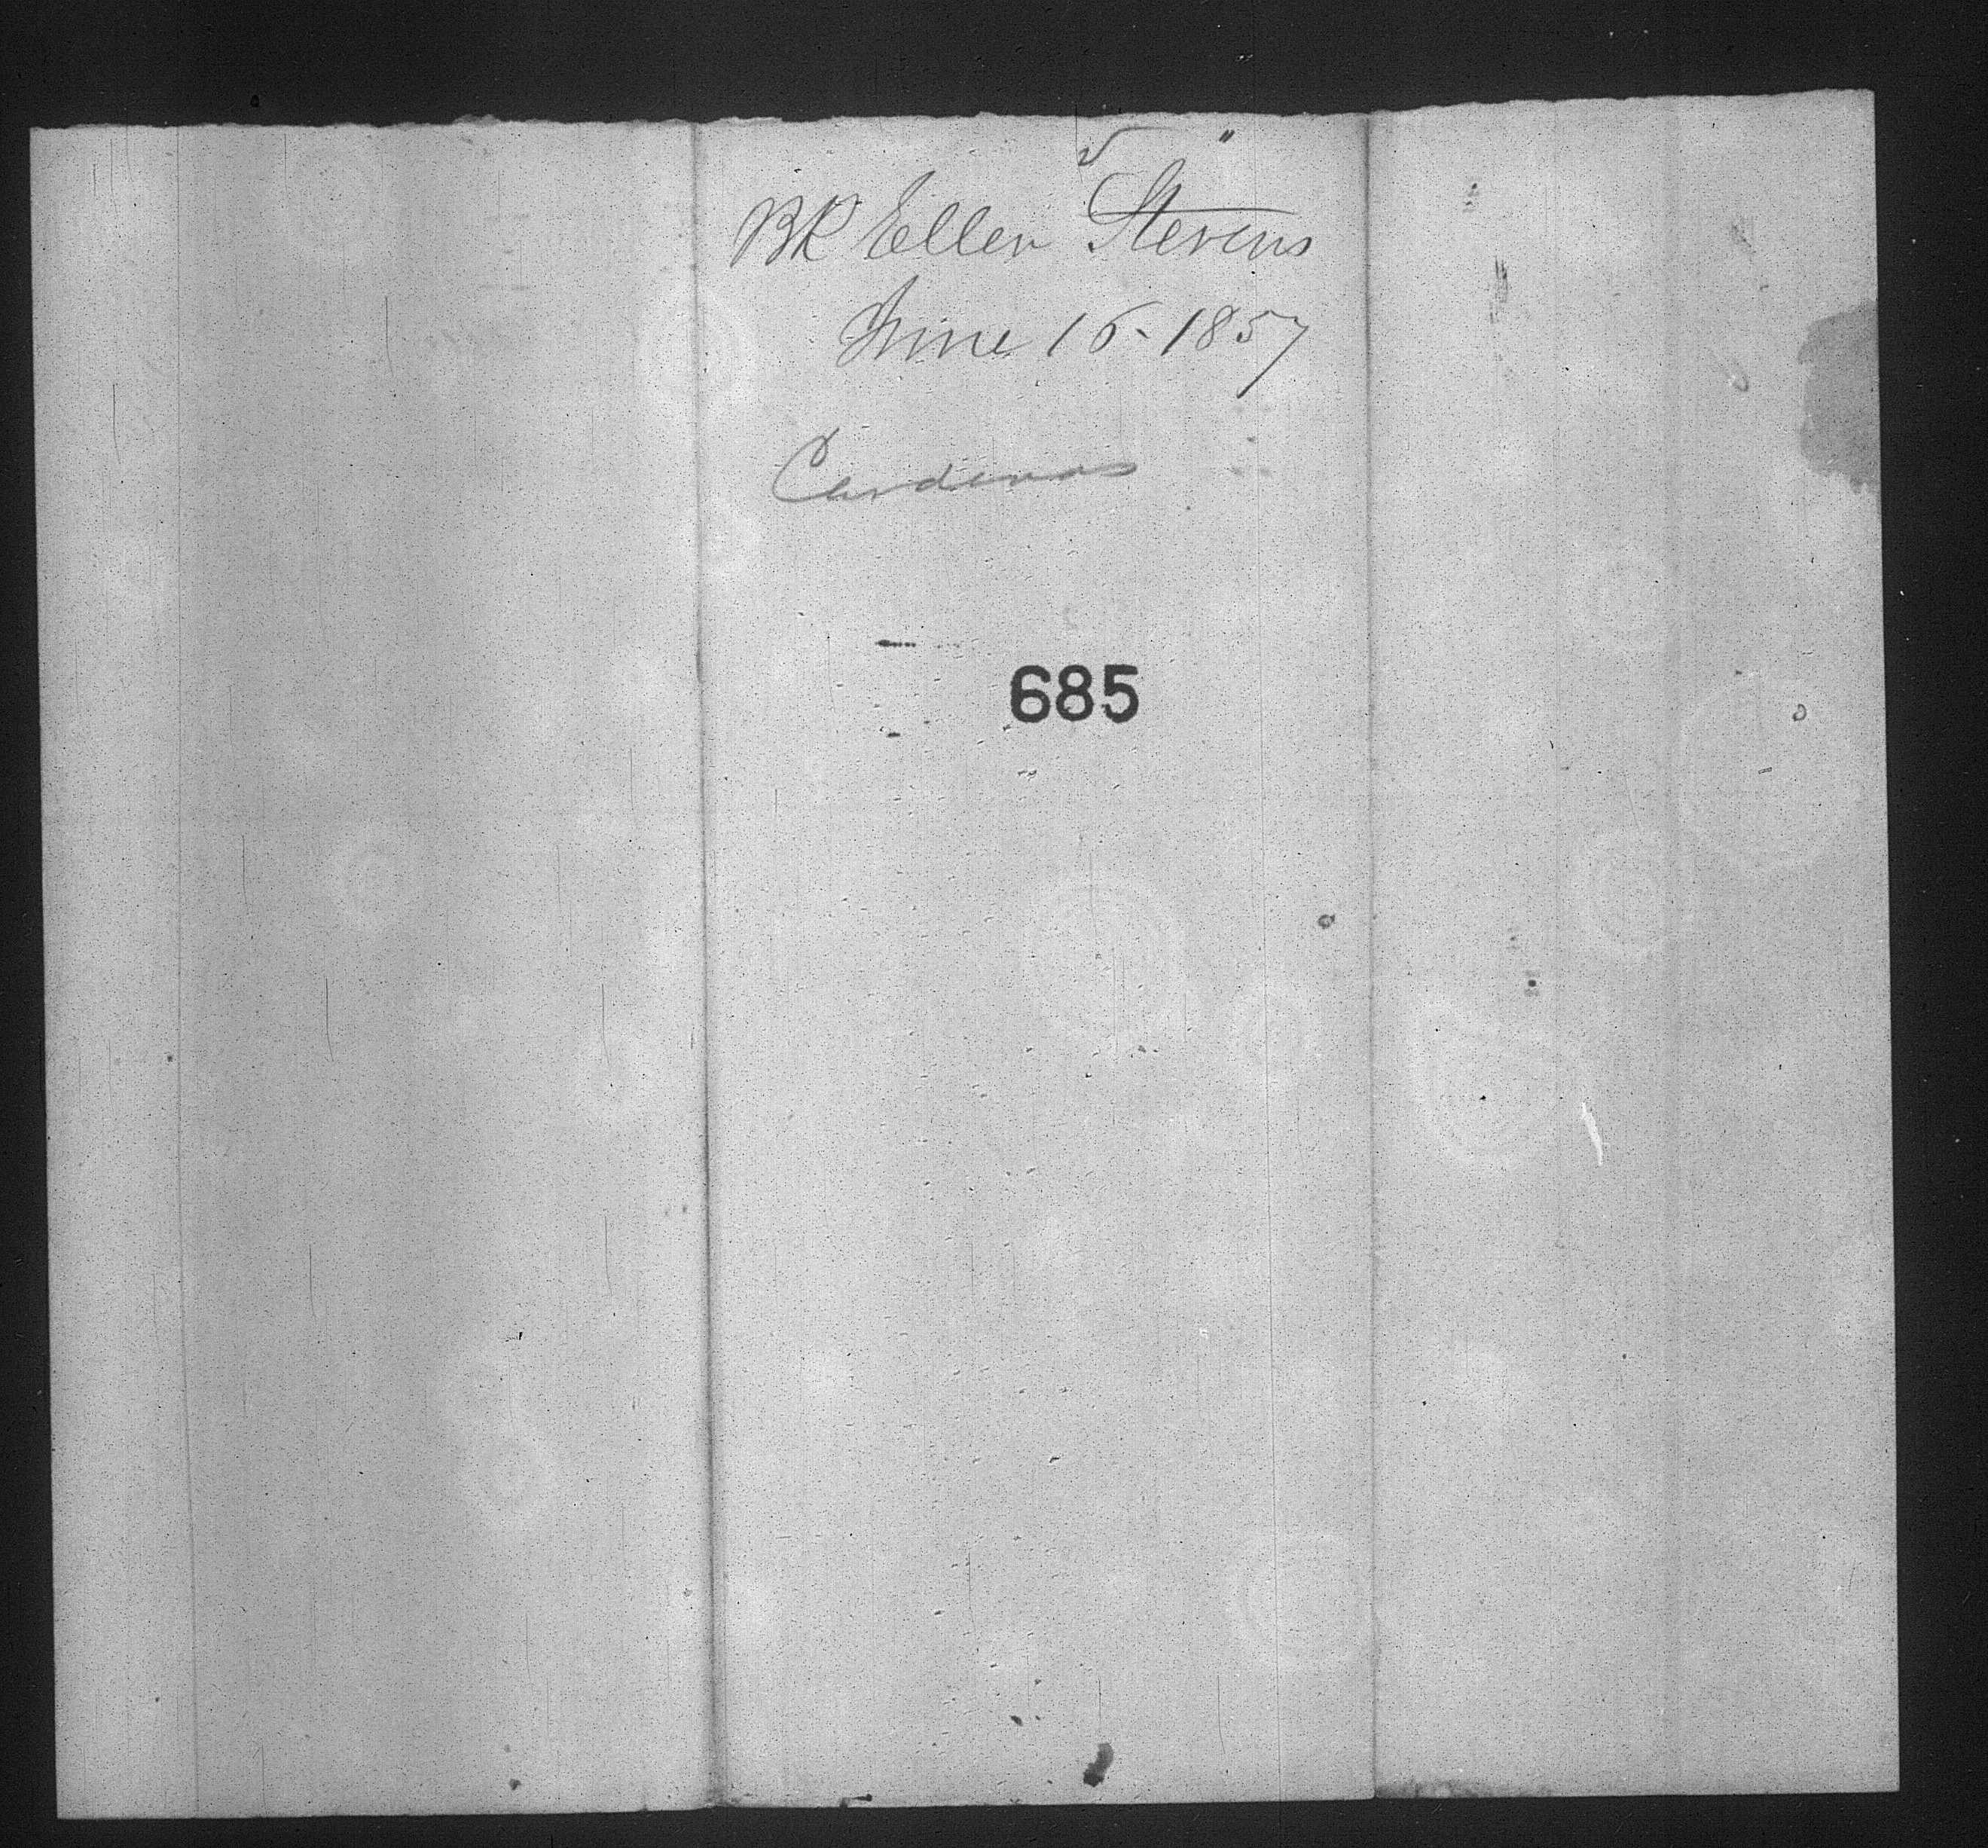 BK Ellen Stevens
June 16-1857
Cardenas
685